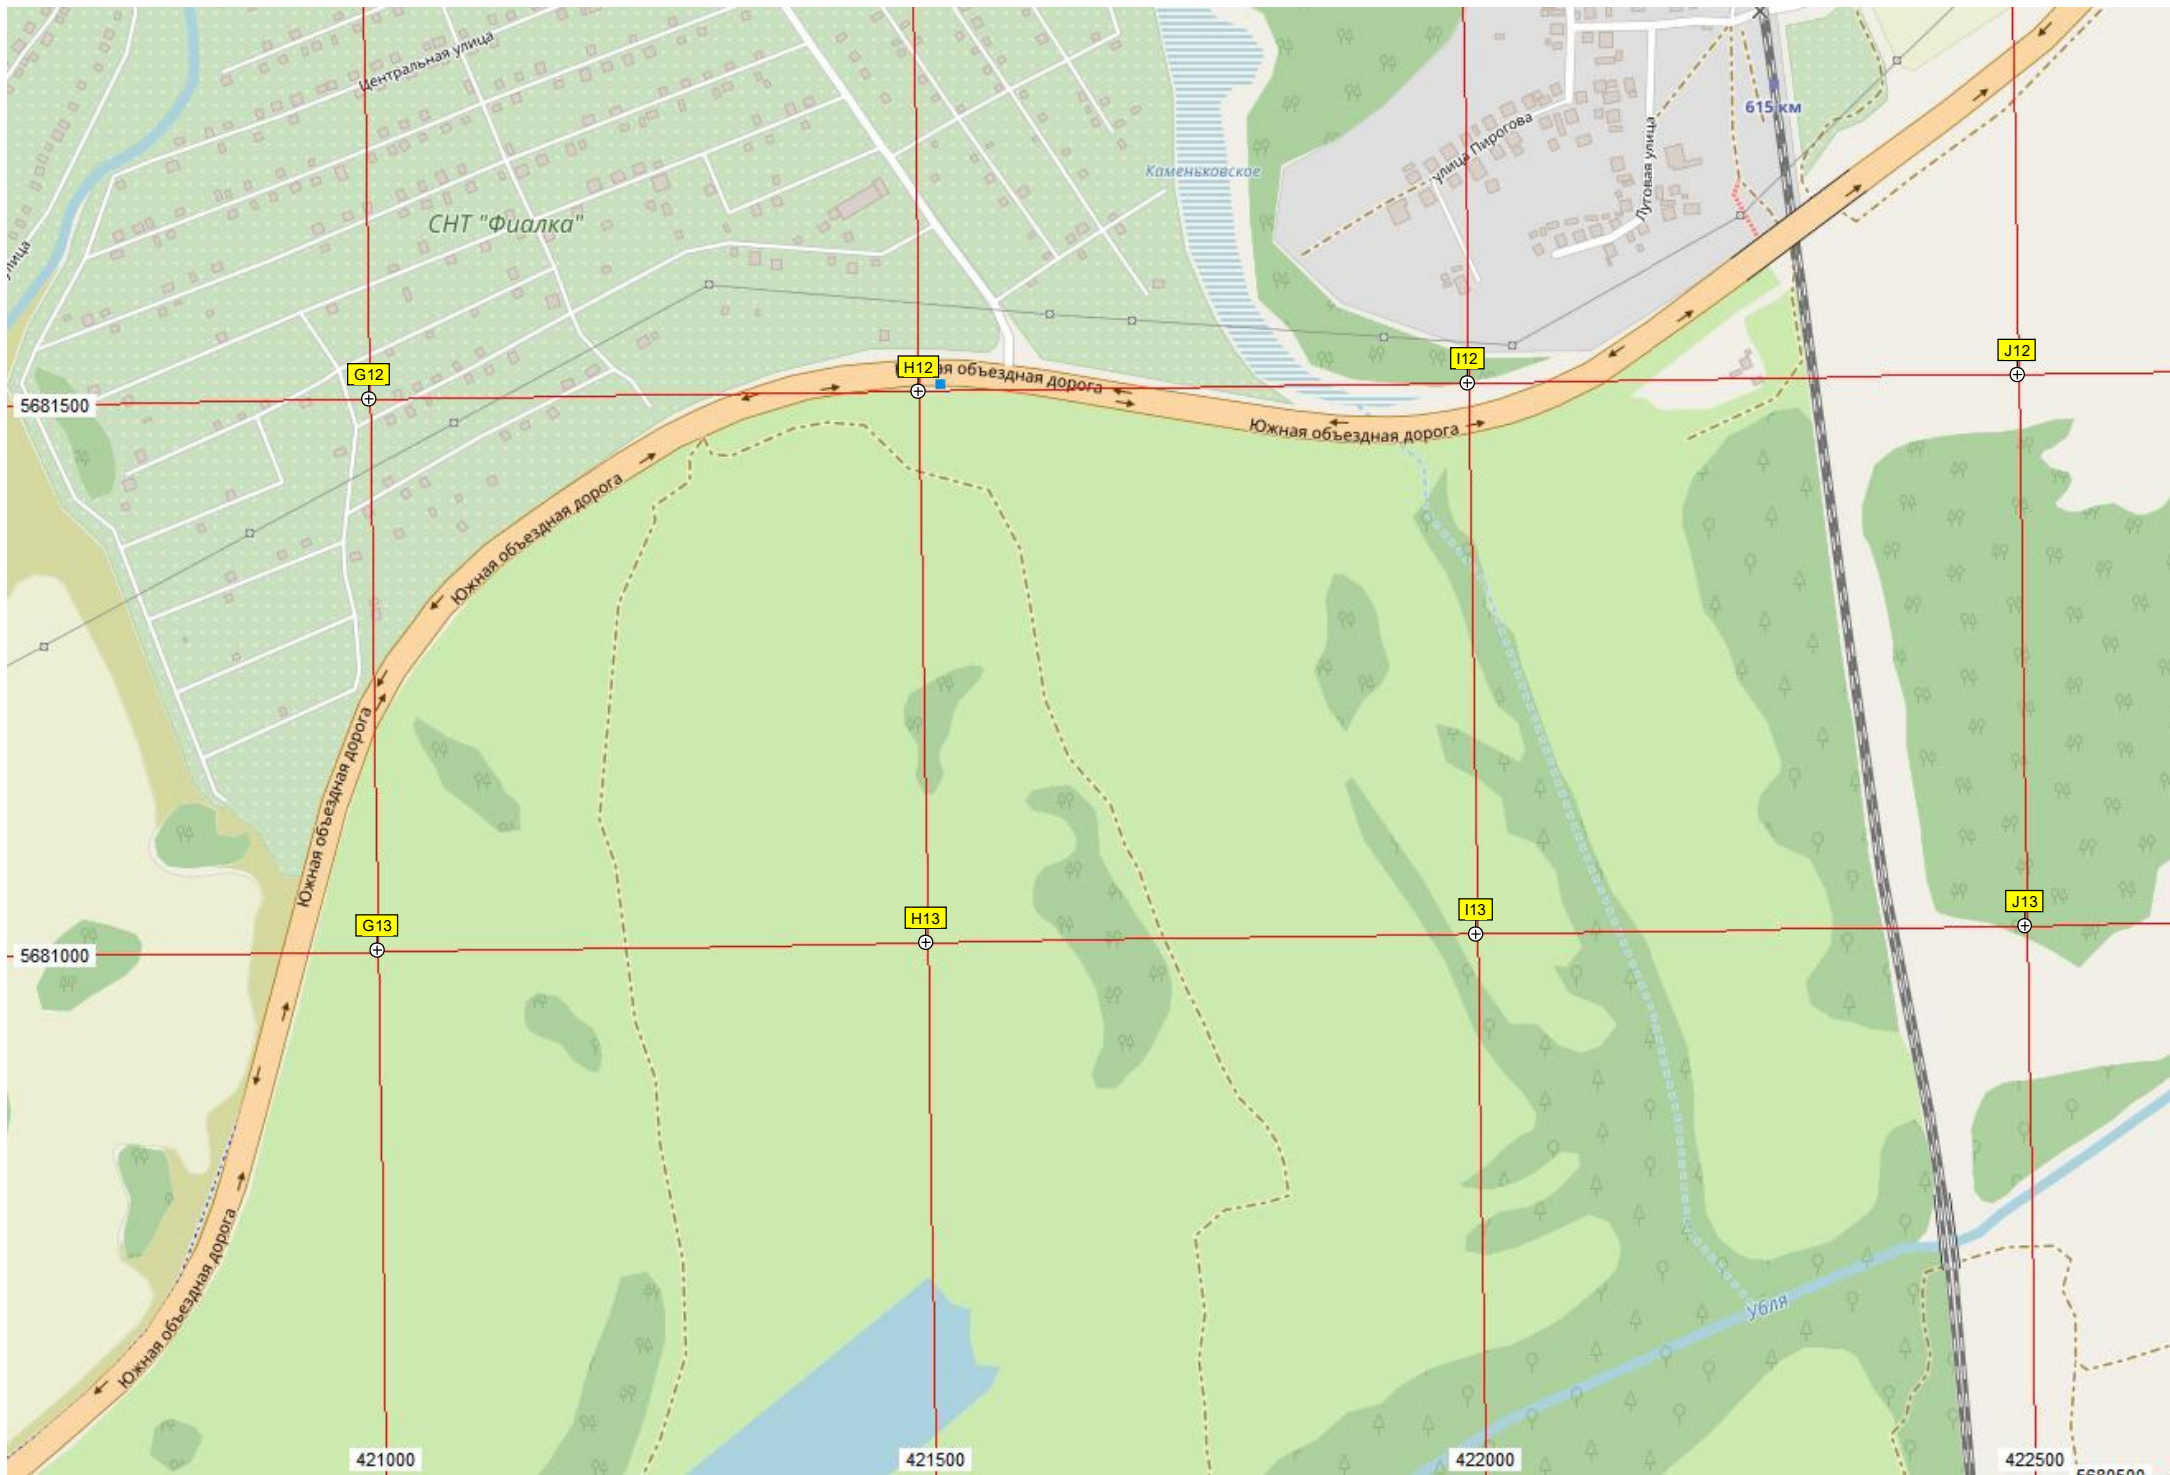 Центральная улица
615 км
улица Пирогова
Луговая улица
Каменьковское
улица
СНТ "Фиалка"
J12
I12
H12
G12
объездная дорога
5681500
Южная объездная дорога
Южная объездная дорога
Южная объездная дорога
J13
I13
H13
G13
5681000
Убля
Южная объездная дорога
421000
421500
422000
422500